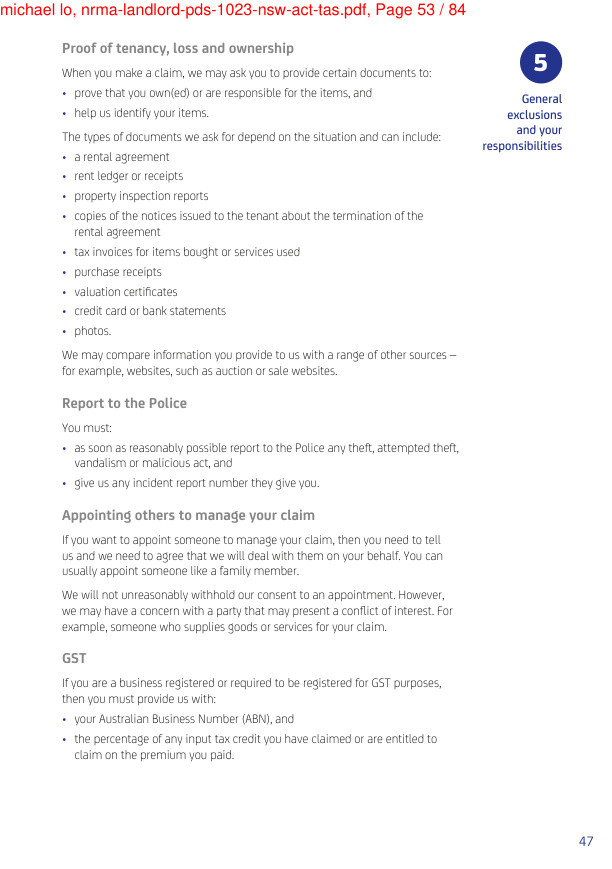 michael lo, nrma-landlord-pds-1023-nsw-act-tas.pdf, Page 53 / 84
5
General
exclusions
and your
responsibilities
Proof of tenancy, loss and ownership
When you make a claim, we may ask you to provide certain documents to:
• prove that you own(ed) or are responsible for the items, and
• help us identify your items.
The types of documents we ask for depend on the situation and can include:
• a rental agreement
• rent ledger or receipts
• property inspection reports
• copies of the notices issued to the tenant about the termination of the
rental agreement
• tax invoices for items bought or services used
• purchase receipts
• valuation certificates
• credit card or bank statements
• photos.
We may compare information you provide to us with a range of other sources –
for example, websites, such as auction or sale websites.
Report to the Police
You must:
• as soon as reasonably possible report to the Police any theft, attempted theft,
vandalism or malicious act, and
• give us any incident report number they give you.
Appointing others to manage your claim
If you want to appoint someone to manage your claim, then you need to tell
us and we need to agree that we will deal with them on your behalf. You can
usually appoint someone like a family member.
We will not unreasonably withhold our consent to an appointment. However,
we may have a concern with a party that may present a conflict of interest. For
example, someone who supplies goods or services for your claim.
GST
If you are a business registered or required to be registered for GST purposes,
then you must provide us with:
• your Australian Business Number (ABN), and
• the percentage of any input tax credit you have claimed or are entitled to
claim on the premium you paid.
47